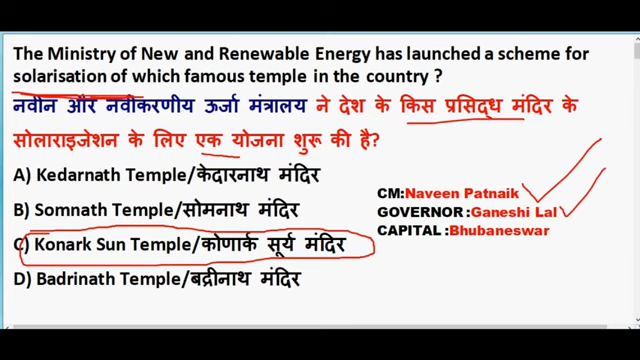 The Ministry of New and Renewable Energy has launched a scheme for
solarisation of which famous temple in the country ?
नवीन और नवीकरणीय ऊर्जा मंत्रालय ने देश के किस प्रसिद्ध मंदिर के
सोलाराइजेशन के लिए एक योजना शुरू की है?
A) Kedarnath Temple/केदारनाथ मंदिर
B) Somnath Temple/सोमनाथ मंदिर
C) Konark Sun Temple/कोणार्क सूर्य मंदिर
D) Badrinath Temple/बद्रीनाथ मंदिर
CM:Naveen Patnaik
GOVERNOR :Ganeshi Lal
CAPITAL :Bhubaneswar